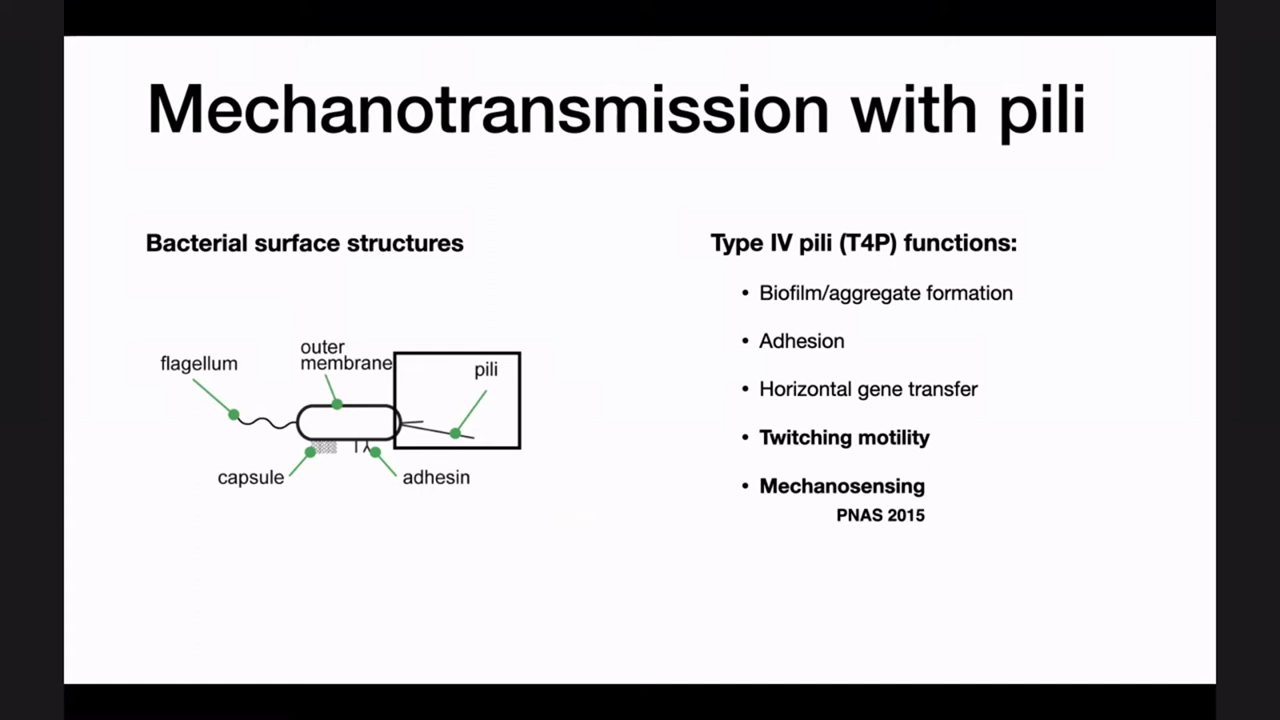 Mechanotransmission with pili
Bacterial surface structures
flagellum
outer
membrane
pili
capsule
adhesin
Type IV pili (T4P) functions:
• Biofilm/aggregate formation
• Adhesion
• Horizontal gene transfer
• Twitching motility
• Mechanosensing
PNAS 2015